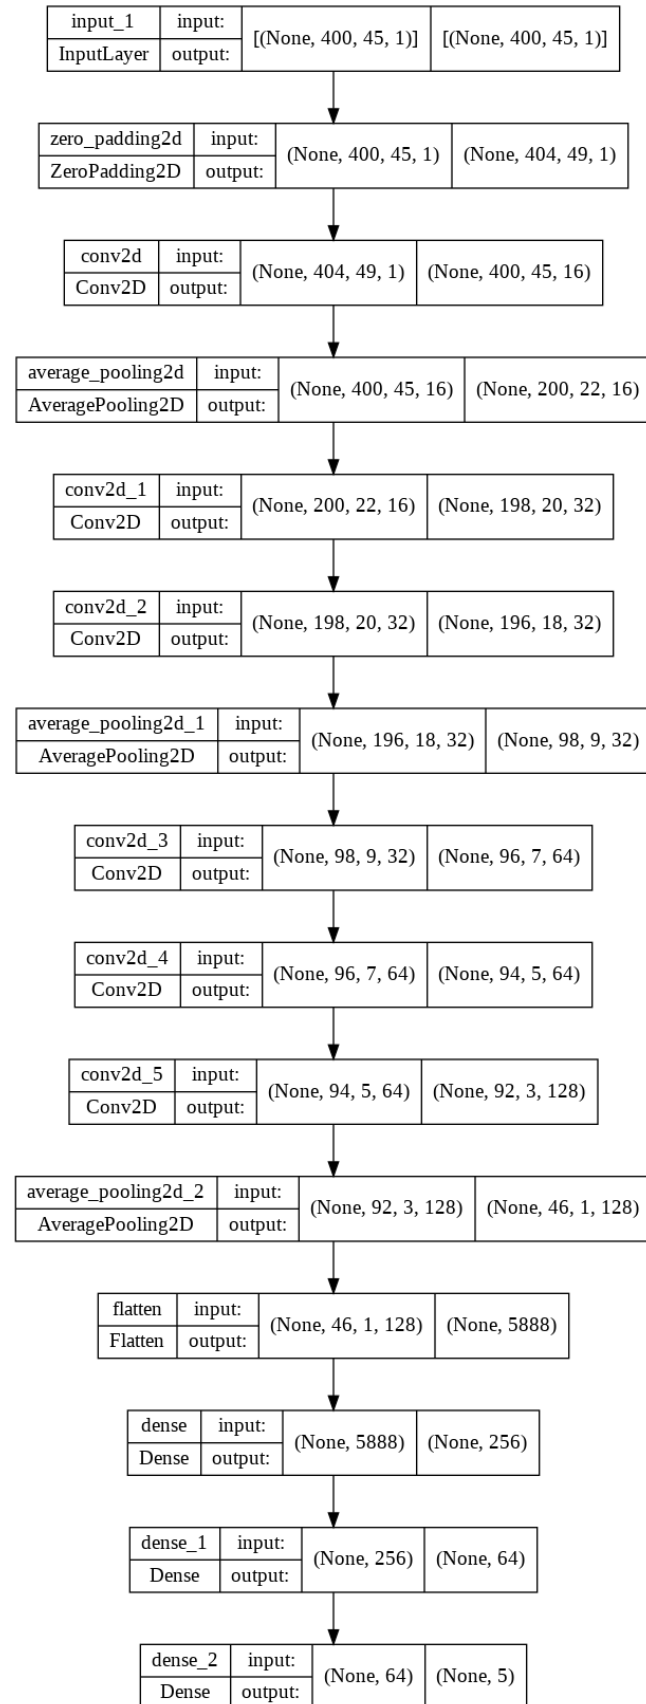 input_1 input: [(None, 400, 45, 1)] [(None, 400, 45, 1)]
InputLayer output:
zero_padding2d input: (None, 400, 45, 1) (None, 404, 49, 1)
ZeroPadding2D output:
conv2d input: (None, 404, 49, 1) (None, 400, 45, 16)
Conv2D output:
average_pooling2d input: (None, 400, 45, 16) (None, 200, 22, 16)
AveragePooling2D output:
conv2d_1 input: (None, 200, 22, 16) (None, 198, 20, 32)
Conv2D output:
conv2d_2 input: (None, 198, 20, 32) (None, 196, 18, 32)
Conv2D output:
average_pooling2d_1 input: (None, 196, 18, 32) (None, 98, 9, 32)
AveragePooling2D output:
conv2d_3 input: (None, 98, 9, 32) (None, 96, 7, 64)
Conv2D output:
conv2d_4 input: (None, 96, 7, 64) (None, 94, 5, 64)
Conv2D output:
conv2d_5 input: (None, 94, 5, 64) (None, 92, 3, 128)
Conv2D output:
average_pooling2d_2 input: (None, 92, 3, 128) (None, 46, 1, 128)
AveragePooling2D output:
flatten input: (None, 46, 1, 128) (None, 5888)
Flatten output:
dense input: (None, 5888) (None, 256)
Dense output:
dense_1 input: (None, 256) (None, 64)
Dense output:
dense_2 input: (None, 64) (None, 5)
Dense output: